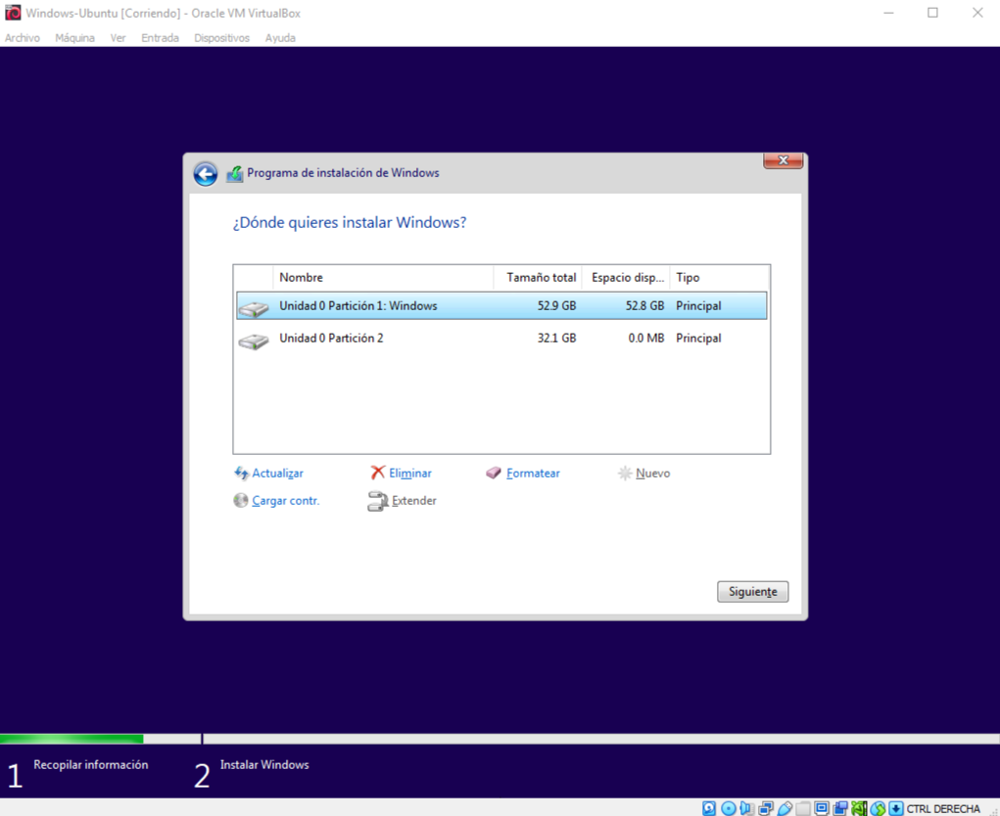 Windows-Ubuntu [Corriendo] - Oracle VM VirtualBox
Archivo Máquina Ver Entrada Dispositivos Ayuda
Programa de instalación de Windows
¿Dónde quieres instalar Windows?
Nombre Tamaño total Espacio disp... Tipo
Unidad 0 Partición 1: Windows 52.9 GB 52.8 GB Principal
Unidad 0 Partición 2 32.1 GB 0.0 MB Principal
Actualizar Eliminar Formatear Nuevo
Cargar contr. Extender
Siguiente
1 Recopilar información 2 Instalar Windows
CTRL DERECHA